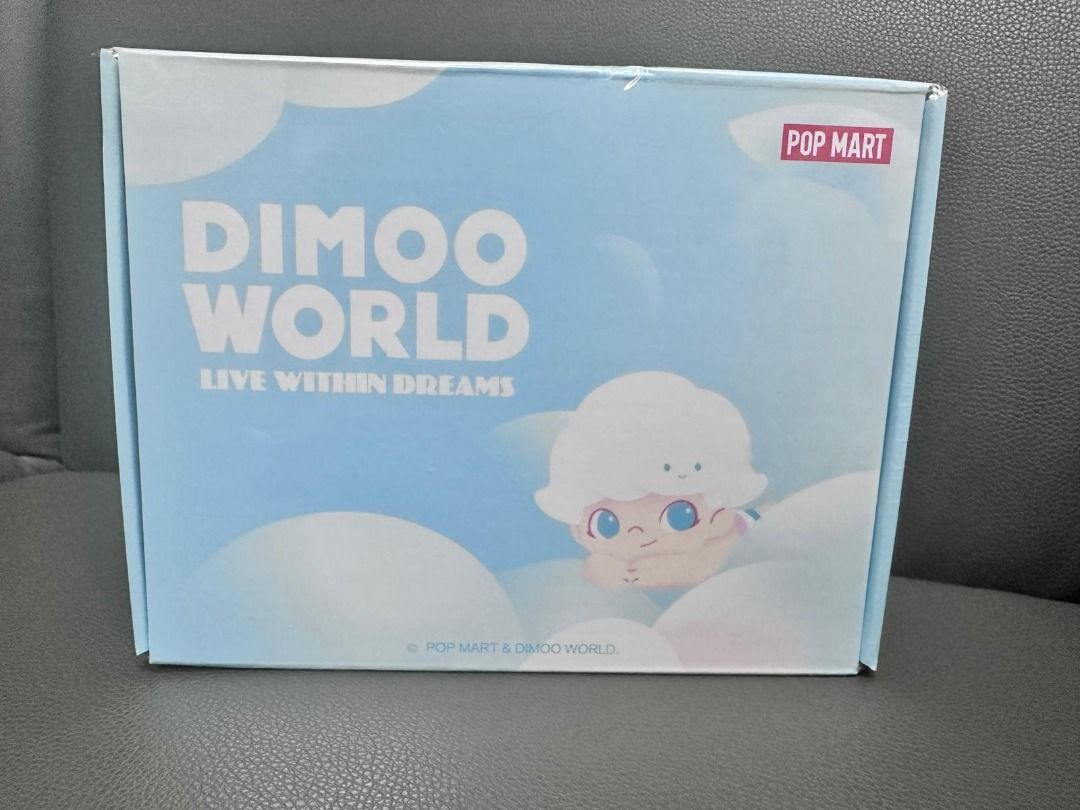 POP MART
DIMOO
WORLD
LIVE WITHIN DREAMS
© POP MART & DIMOO WORLD.